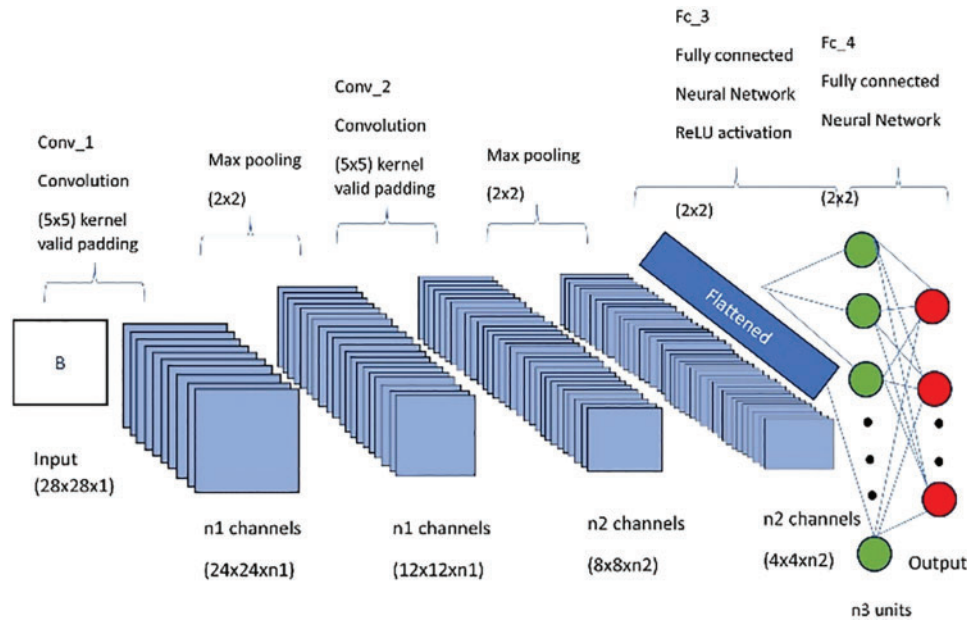 Conv_1
Convolution
(5x5) kernel
valid padding
Max pooling
(2x2)
Conv_2
Convolution
(5x5) kernel
valid padding
Max pooling
(2x2)
Fc_3
Fully connected
Neural Network
ReLU activation
(2x2)
Fc_4
Fully connected
Neural Network
(2x2)
B
Flattened
Input
(28x28x1)
n1 channels
(24x24xn1)
n1 channels
(12x12xn1)
n2 channels
(8x8xn2)
n2 channels
(4x4xn2)
Output
n3 units